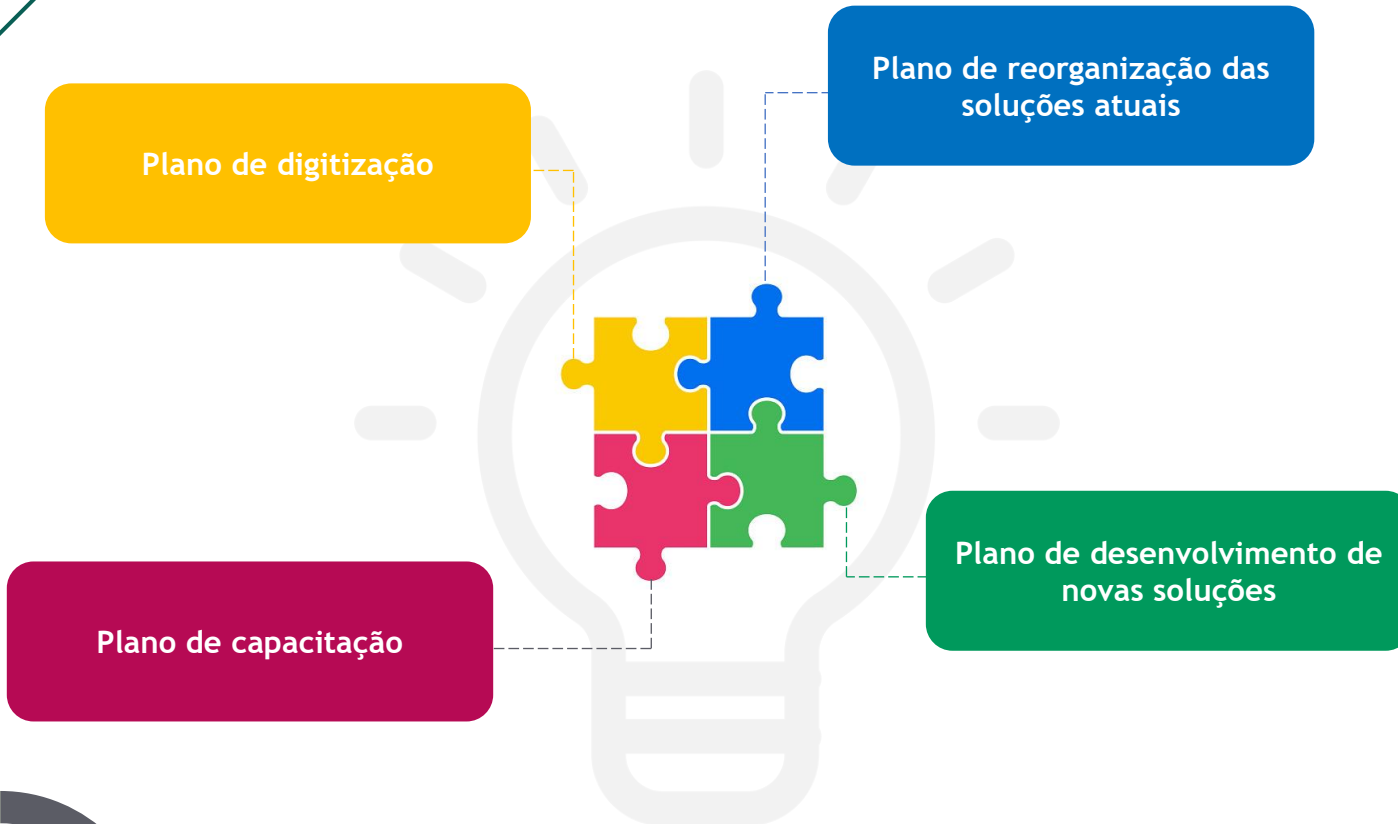 Plano de reorganização das
soluções atuais
Plano de digitização
Plano de desenvolvimento de
novas soluções
Plano de capacitação